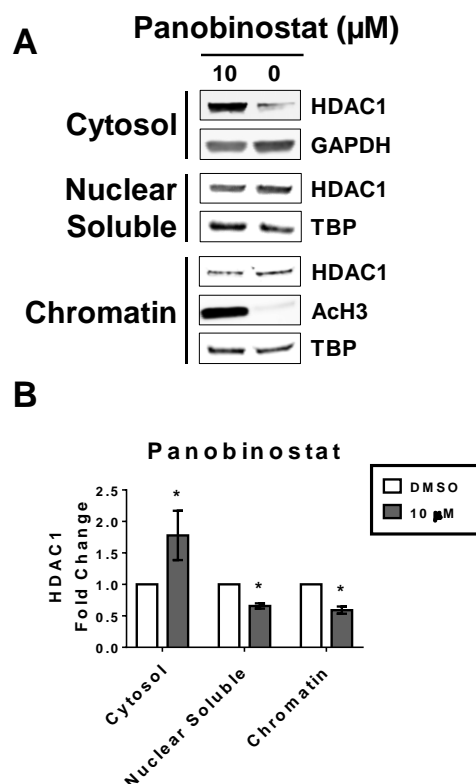 A
Panobinostat (µM)
10 0
Cytosol
HDAC1
GAPDH
Nuclear
Soluble
HDAC1
TBP
Chromatin
HDAC1
AcH3
TBP
B
Panobinostat
DMSO
10 µM
HDAC1
Fold Change
2.5
2.0
1.5
1.0
0.5
0.0
*
*
*
Cytosol
Nuclear Soluble
Chromatin